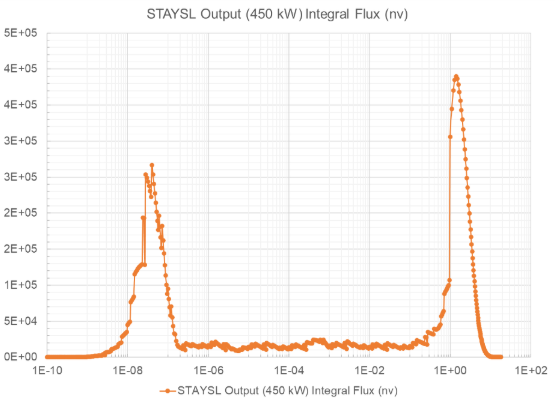 STAYSL Output (450 kW) Integral Flux (nv)
5E+05
4E+05
4E+05
3E+05
3E+05
2E+05
2E+05
1E+05
5E+04
0E+00
1E-10 1E-08 1E-06 1E-04 1E-02 1E+00 1E+02
STAYSL Output (450 kW) Integral Flux (nv)